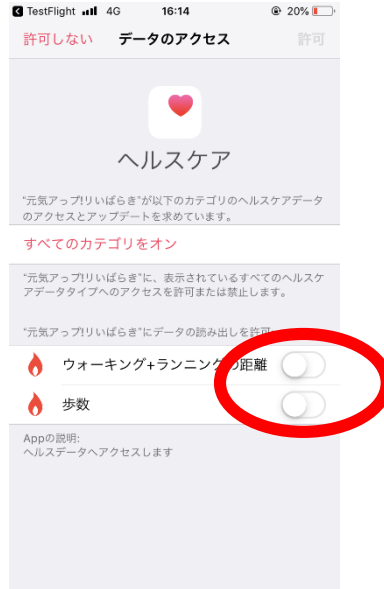 TestFlight 4G 16:14 20%
許可しない データのアクセス 許可
ヘルスケア
"元気アっプ!リいばらき"が以下のカテゴリのヘルスケアデータ
のアクセスとアップデートを求めています。
すべてのカテゴリをオン
"元気アっプ!リいばらき"に、表示されているすべてのヘルスケ
アデータタイプへのアクセスを許可または禁止します。
"元気アっプ!リいばらき"にデータの読み出しを許可
ウォーキング+ランニングの距離
歩数
Appの説明:
ヘルスデータへアクセスします